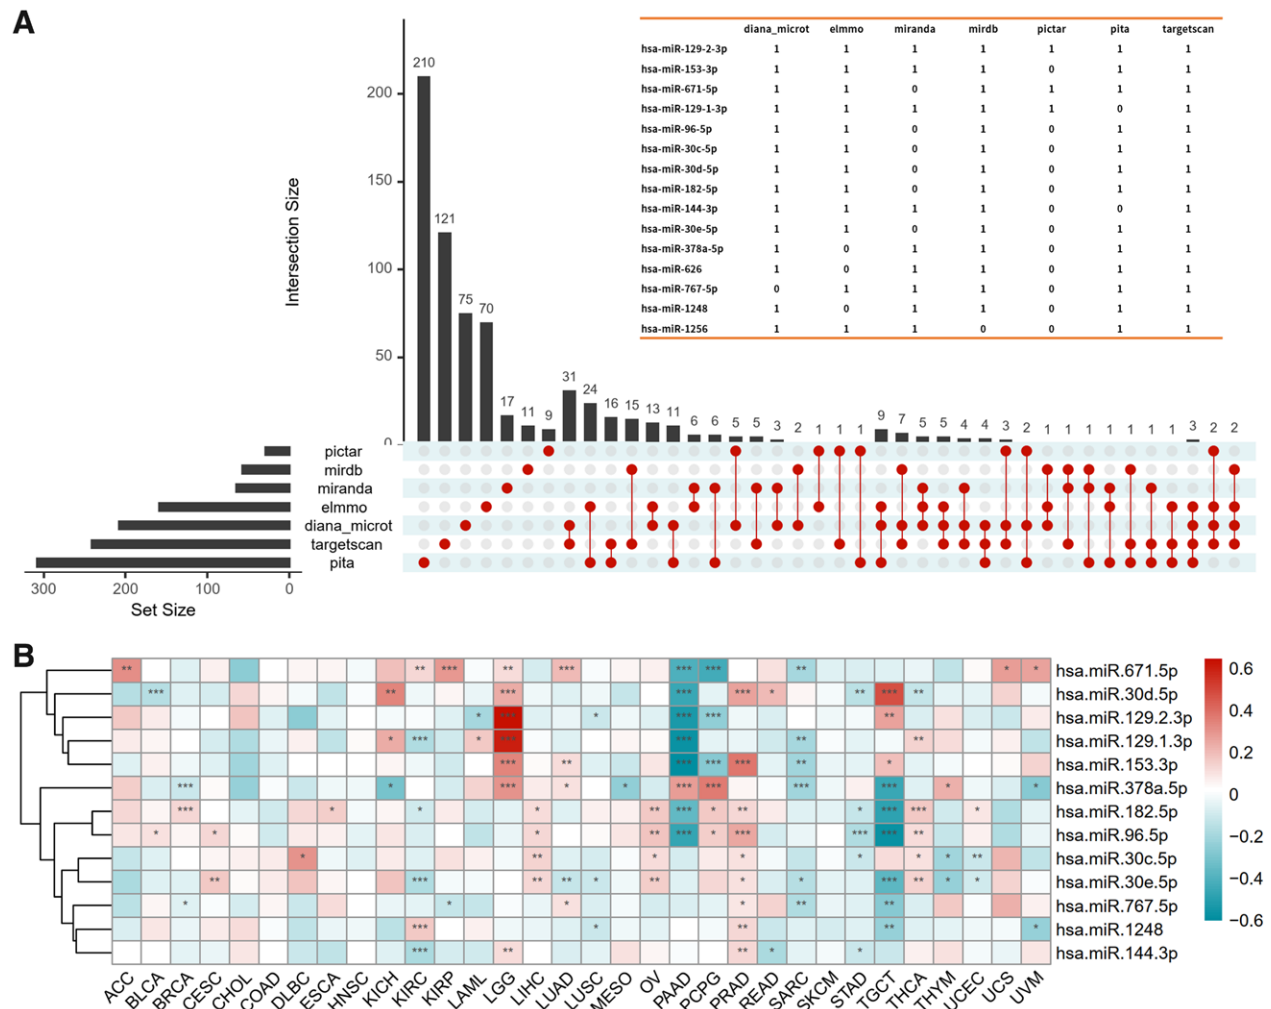 A
diana_microt elmmo miranda mirdb pictar pita targetscan
hsa-miR-129-2-3p 1 1 1 1 1 1 1
hsa-miR-153-3p 1 1 1 1 0 1 1
hsa-miR-671-5p 1 1 0 1 1 1 1
hsa-miR-129-1-3p 1 1 1 1 1 0 1
hsa-miR-96-5p 1 1 0 1 0 1 1
hsa-miR-30c-5p 1 1 0 1 0 1 1
hsa-miR-30d-5p 1 1 0 1 0 1 1
hsa-miR-182-5p 1 1 0 1 0 1 1
hsa-miR-144-3p 1 1 1 1 0 0 1
hsa-miR-30e-5p 1 1 0 1 0 1 1
hsa-miR-378a-5p 1 0 1 1 0 1 1
hsa-miR-626 1 0 1 1 0 1 1
hsa-miR-767-5p 0 1 1 1 0 1 1
hsa-miR-1248 1 0 1 1 0 1 1
hsa-miR-1256 1 1 1 0 0 1 1
Intersection Size
200
150
100
50
0
210 121 75 70 17 11 9 31 24 16 15 13 11 6 6 5 5 3 2 1 1 1 9 7 5 5 4 4 3 2 1 1 1 1 1 1 1 3 2 2
pictar
mirdb
miranda
elmmo
diana_microt
targetscan
pita
300 200 100 0
Set Size
B
hsa.miR.671.5p
hsa.miR.30d.5p
hsa.miR.129.2.3p
hsa.miR.129.1.3p
hsa.miR.153.3p
hsa.miR.378a.5p
hsa.miR.182.5p
hsa.miR.96.5p
hsa.miR.30c.5p
hsa.miR.30e.5p
hsa.miR.767.5p
hsa.miR.1248
hsa.miR.144.3p
0.6
0.4
0.2
0
−0.2
−0.4
−0.6
ACC BLCA BRCA CESC CHOL COAD DLBC ESCA HNSC KICH KIRC KIRP LAML LGG LIHC LUAD LUSC MESO OV PAAD PCPG PRAD READ SARC SKCM STAD TGCT THCA THYM UCEC UCS UVM